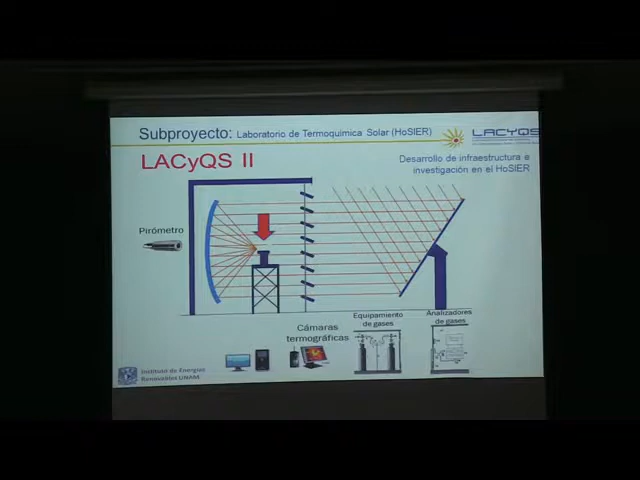 Subproyecto: Laboratorio de Termoquimica Solar (HoSIER)
LACYQS
LACyQS II
Desarrollo de infraestructura e
investigación en el HoSIER
Pirómetro
Equipamiento
de gases
Analizadores
de gases
Cámaras
termográficas
Instituto de Energías
Renovables UNAM